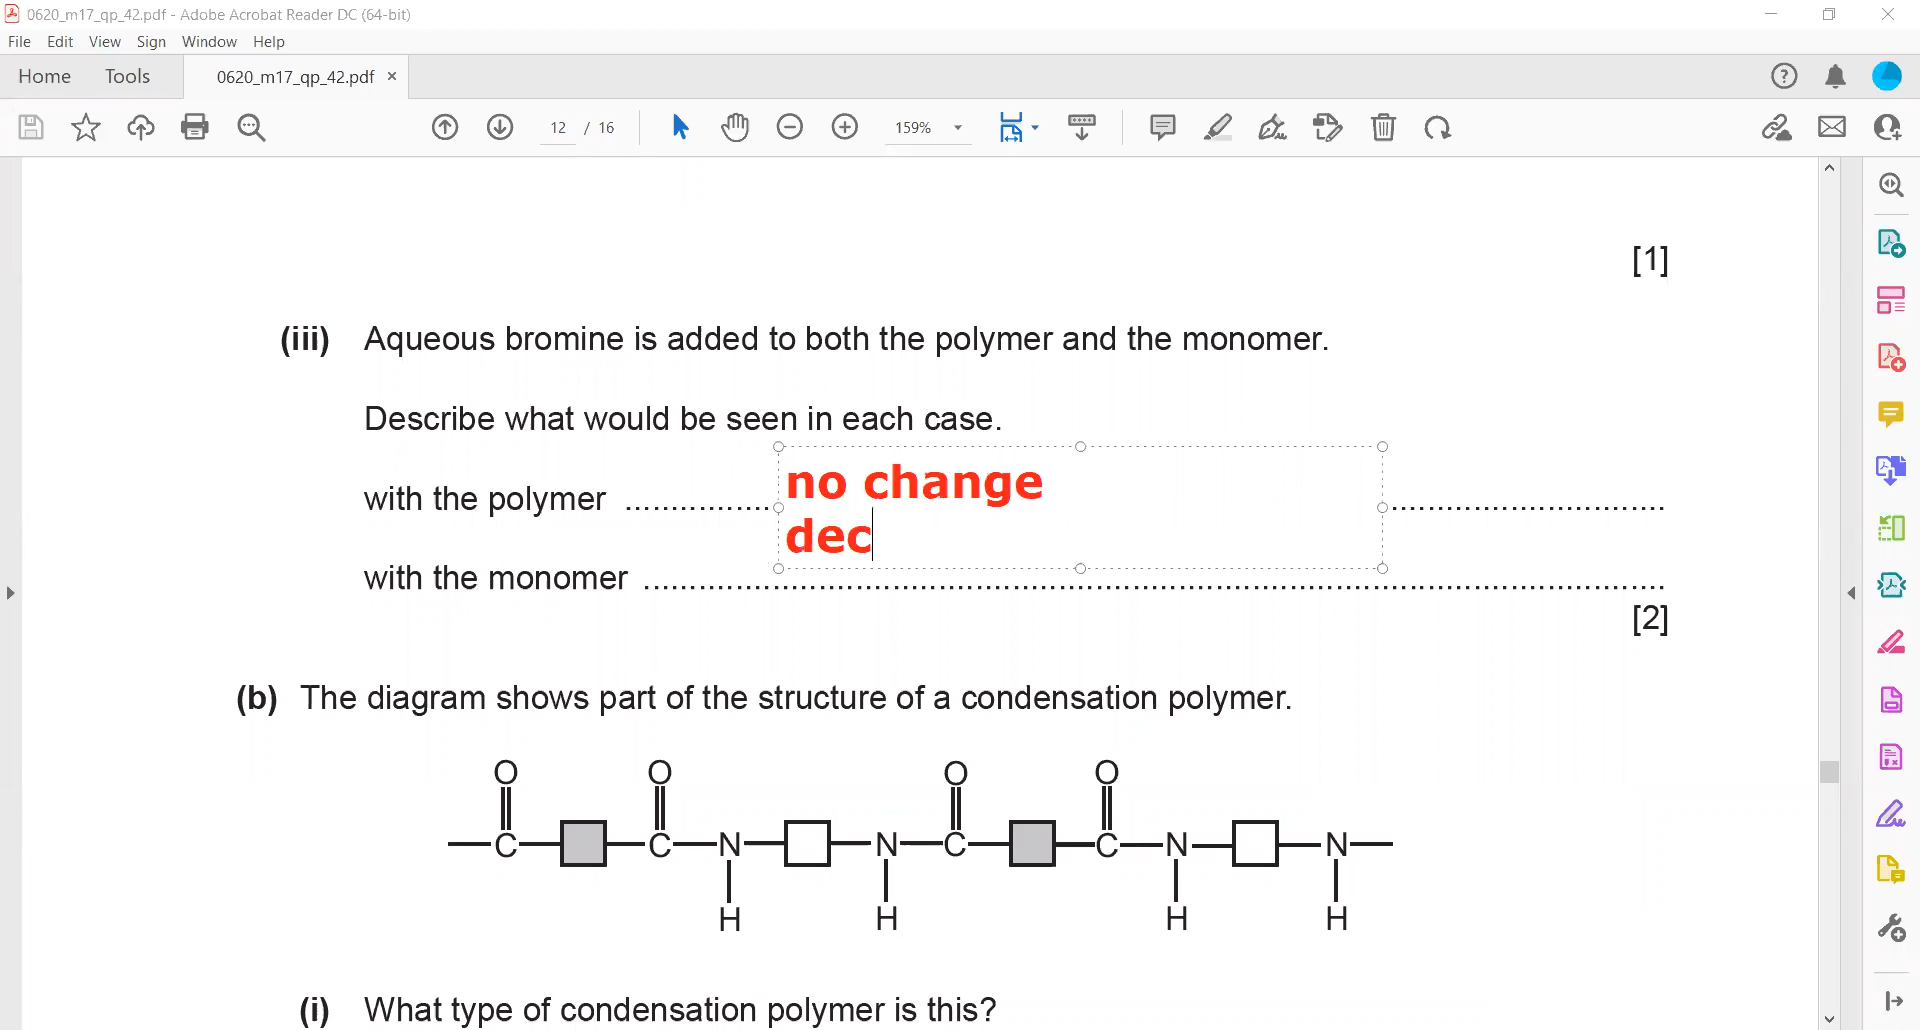 0620_m17_qp_42.pdf - Adobe Acrobat Reader DC (64-bit)
File Edit View Sign Window Help
Home Tools 0620_m17_qp_42.pdf ×
12 / 16 159%
[1]
(iii) Aqueous bromine is added to both the polymer and the monomer.
Describe what would be seen in each case.
no change
with the polymer ................ ................................
dec
with the monomer ................................................................................
[2]
(b) The diagram shows part of the structure of a condensation polymer.
O O O O
C C N N C C N N
H H H H
(i) What type of condensation polymer is this?